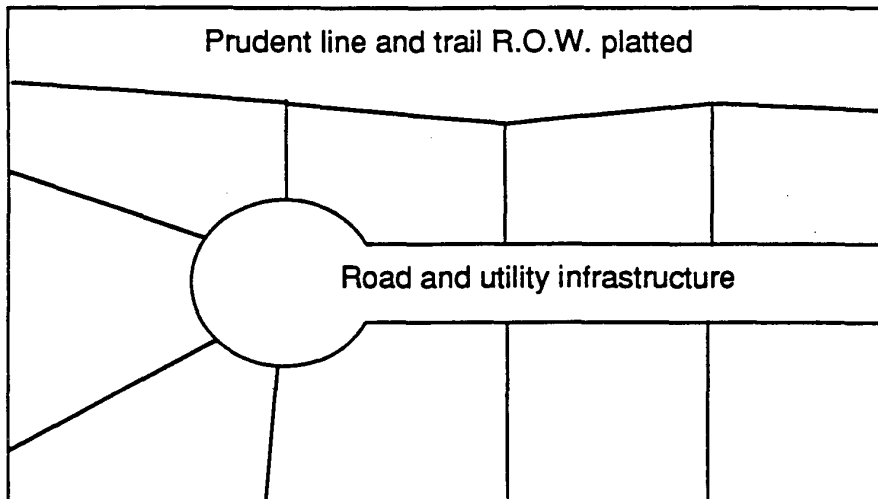 Prudent line and trail R.O.W. platted
Road and utility infrastructure